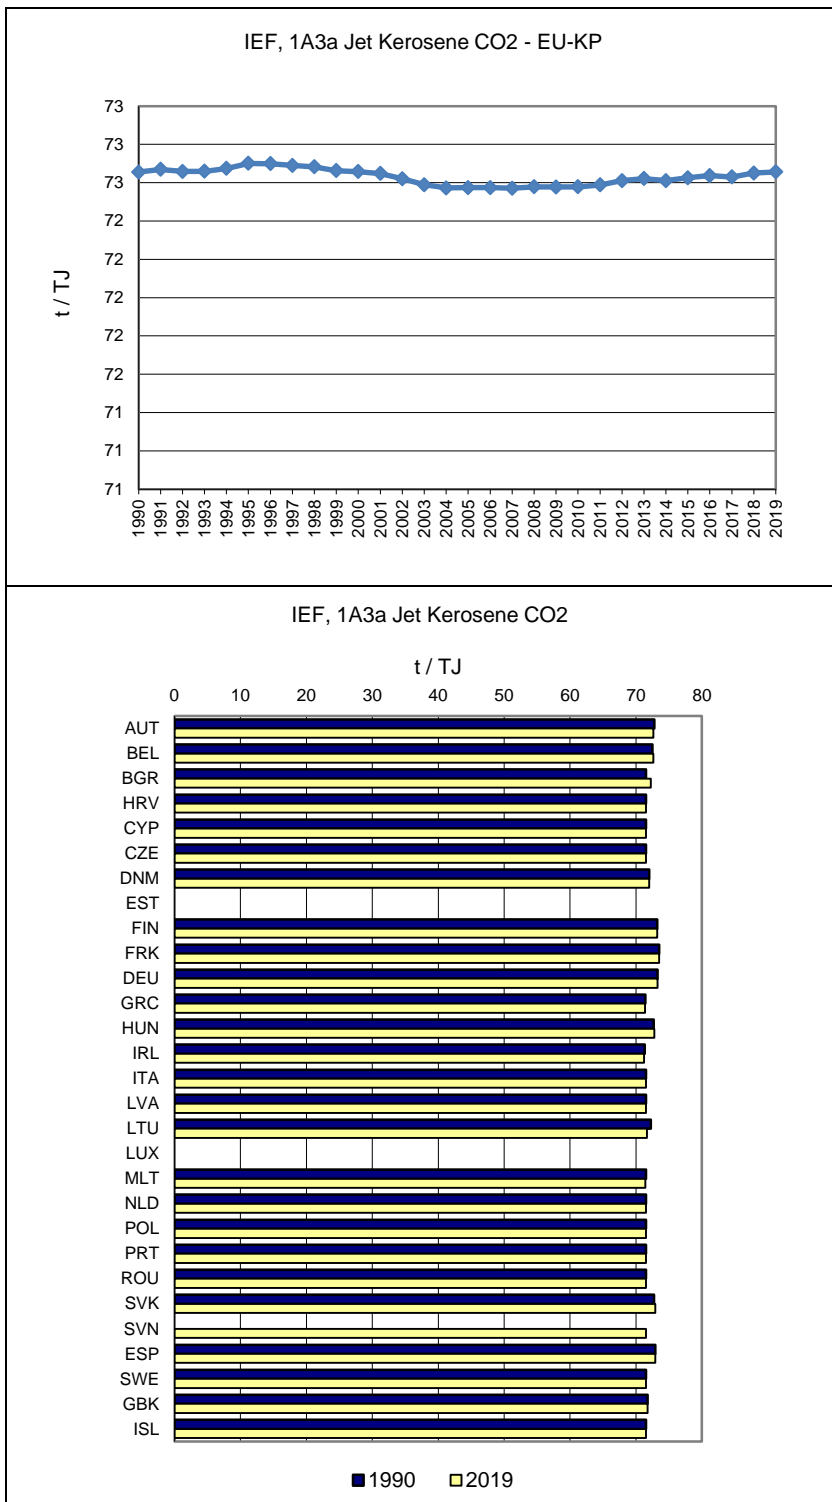 IEF, 1A3a Jet Kerosene CO2 - EU-KP
73
73
73
72
72
72
72
72
71
71
71
t / TJ
1990 1991 1992 1993 1994 1995 1996 1997 1998 1999 2000 2001 2002 2003 2004 2005 2006 2007 2008 2009 2010 2011 2012 2013 2014 2015 2016 2017 2018 2019
IEF, 1A3a Jet Kerosene CO2
t / TJ
0 10 20 30 40 50 60 70 80
AUT
BEL
BGR
HRV
CYP
CZE
DNM
EST
FIN
FRK
DEU
GRC
HUN
IRL
ITA
LVA
LTU
LUX
MLT
NLD
POL
PRT
ROU
SVK
SVN
ESP
SWE
GBK
ISL
1990 2019